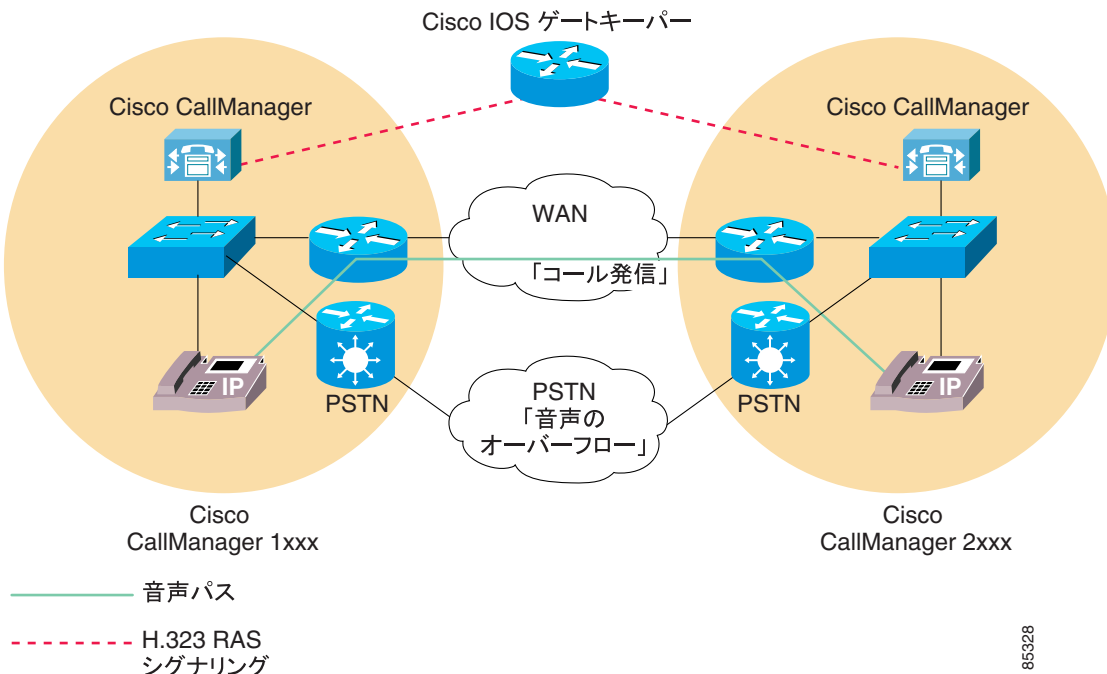 Cisco IOS ゲートキーパー
Cisco CallManager
Cisco CallManager
WAN
「コール発信」
IP
PSTN
PSTN
「音声の
オーバーフロー」
PSTN
IP
Cisco
CallManager 1xxx
Cisco
CallManager 2xxx
音声パス
H.323 RAS
シグナリング
85328